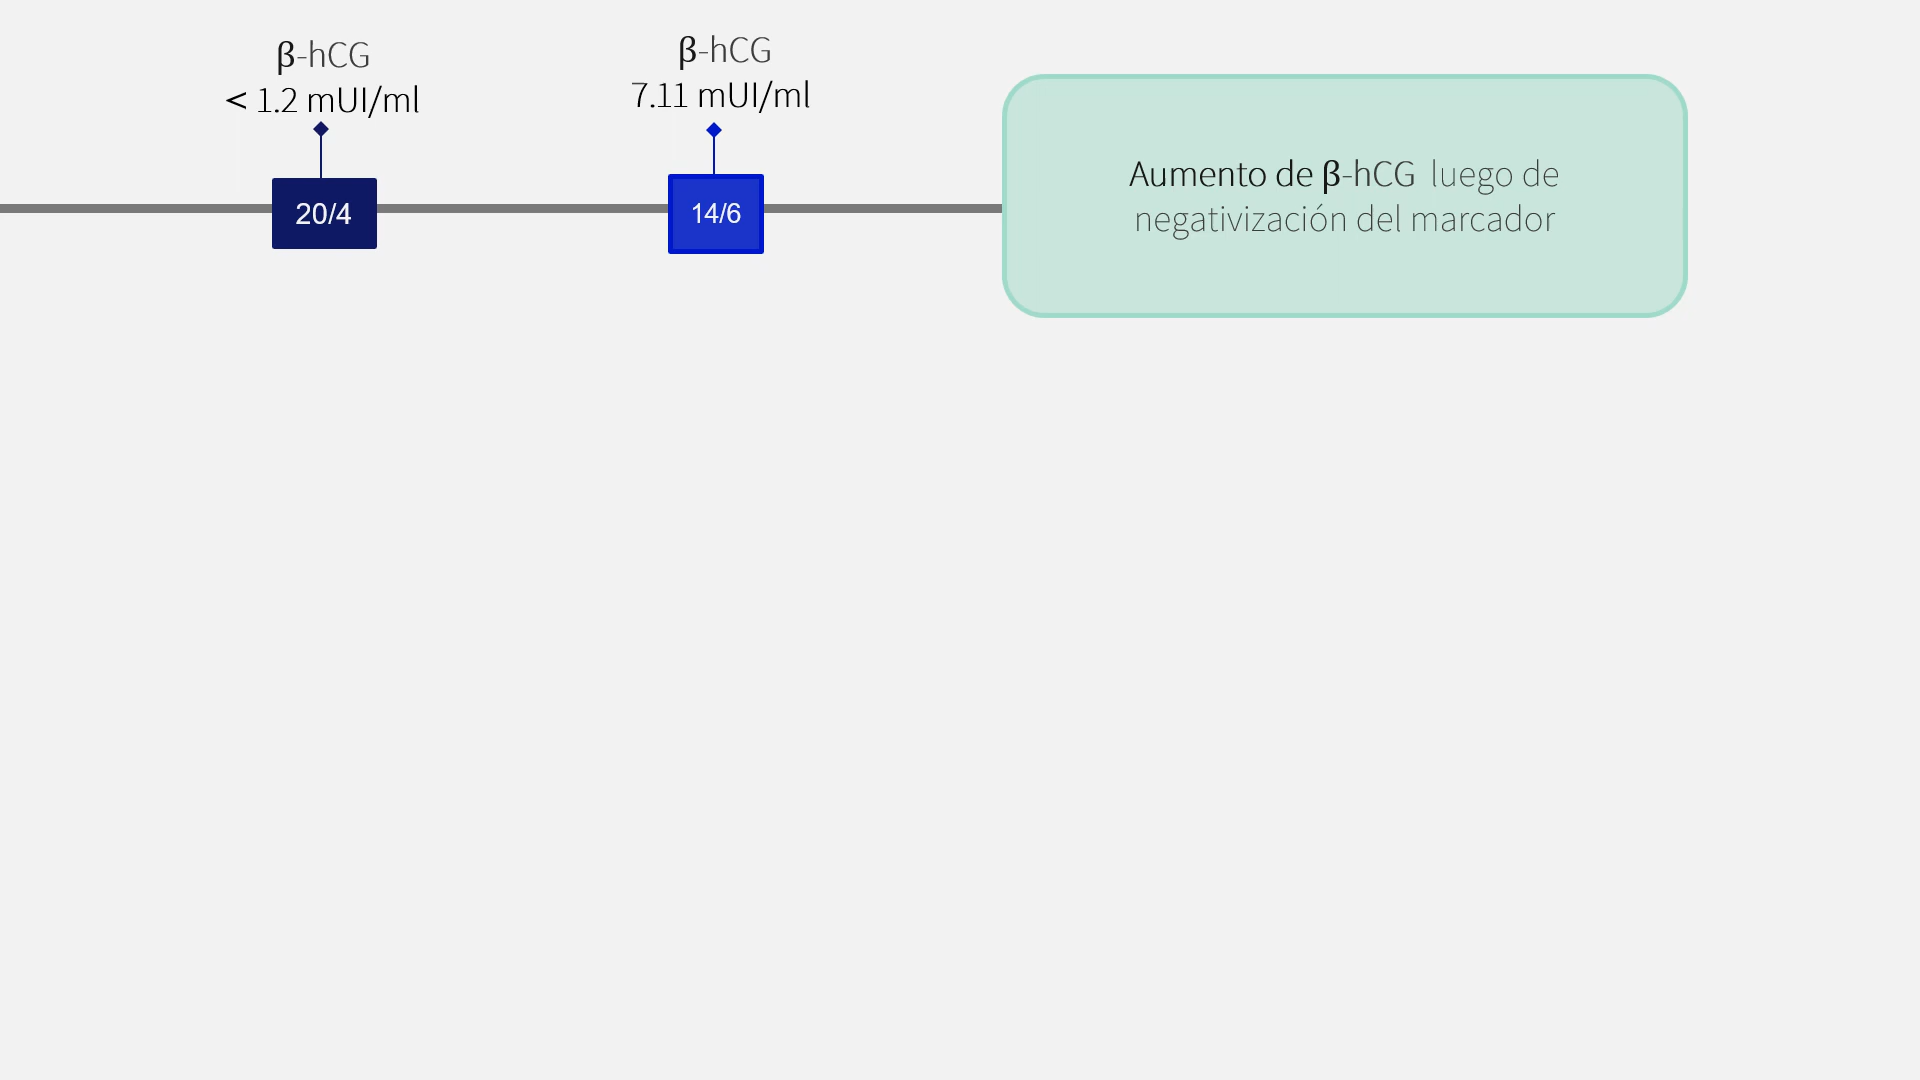 β-hCG
< 1.2 mUI/ml
20/4
β-hCG
7.11 mUI/ml
14/6
Aumento de β-hCG luego de
negativización del marcador